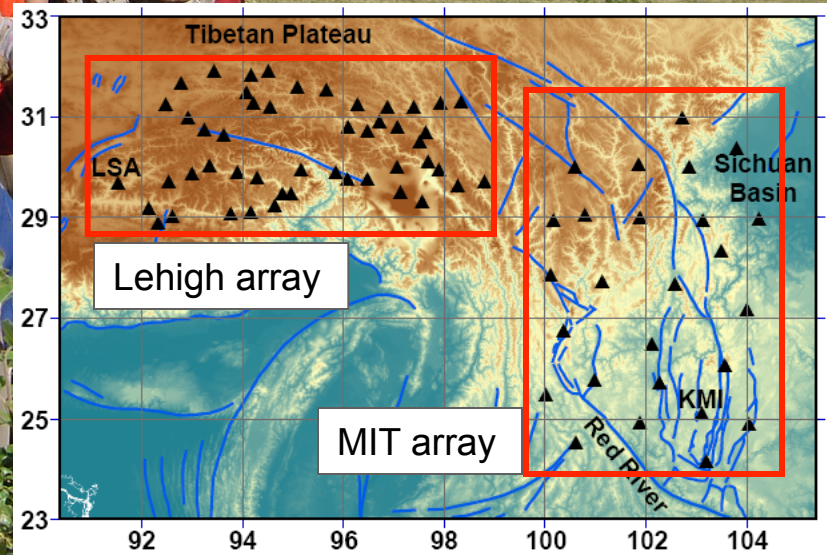 33
Tibetan Plateau
31
LSA
Sichuan
Basin
29
Lehigh array
27
25
KMI
MIT array
Red River
23
92
94
96
98
100
102
104